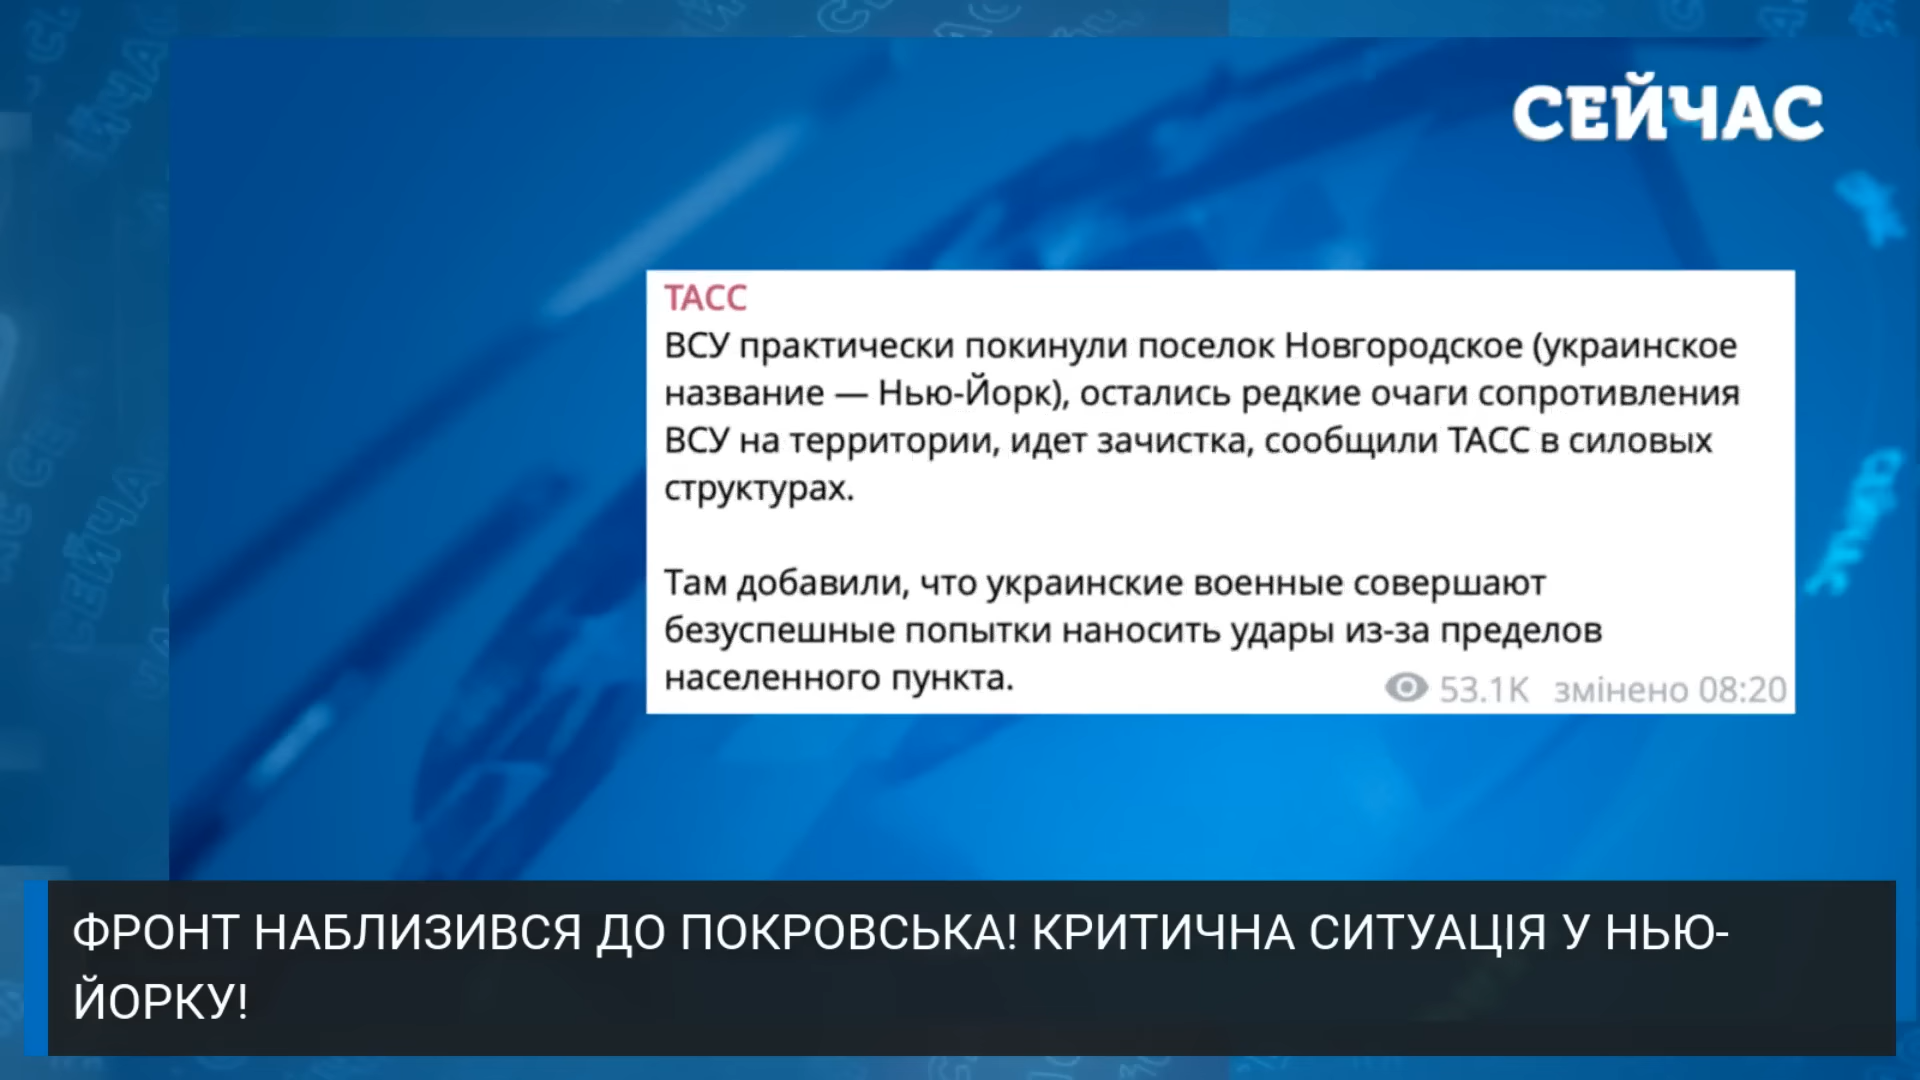 СЕЙЧАС
ТАСС
ВСУ практически покинули поселок Новгородское (украинское
название — Нью-Йорк), остались редкие очаги сопротивления
ВСУ на территории, идет зачистка, сообщили ТАСС в силовых
структурах.
Там добавили, что украинские военные совершают
безуспешные попытки наносить удары из-за пределов
населенного пункта.
53.1K змінено 08:20
ФРОНТ НАБЛИЗИВСЯ ДО ПОКРОВСЬКА! КРИТИЧНА СИТУАЦІЯ У НЬЮ-
ЙОРКУ!